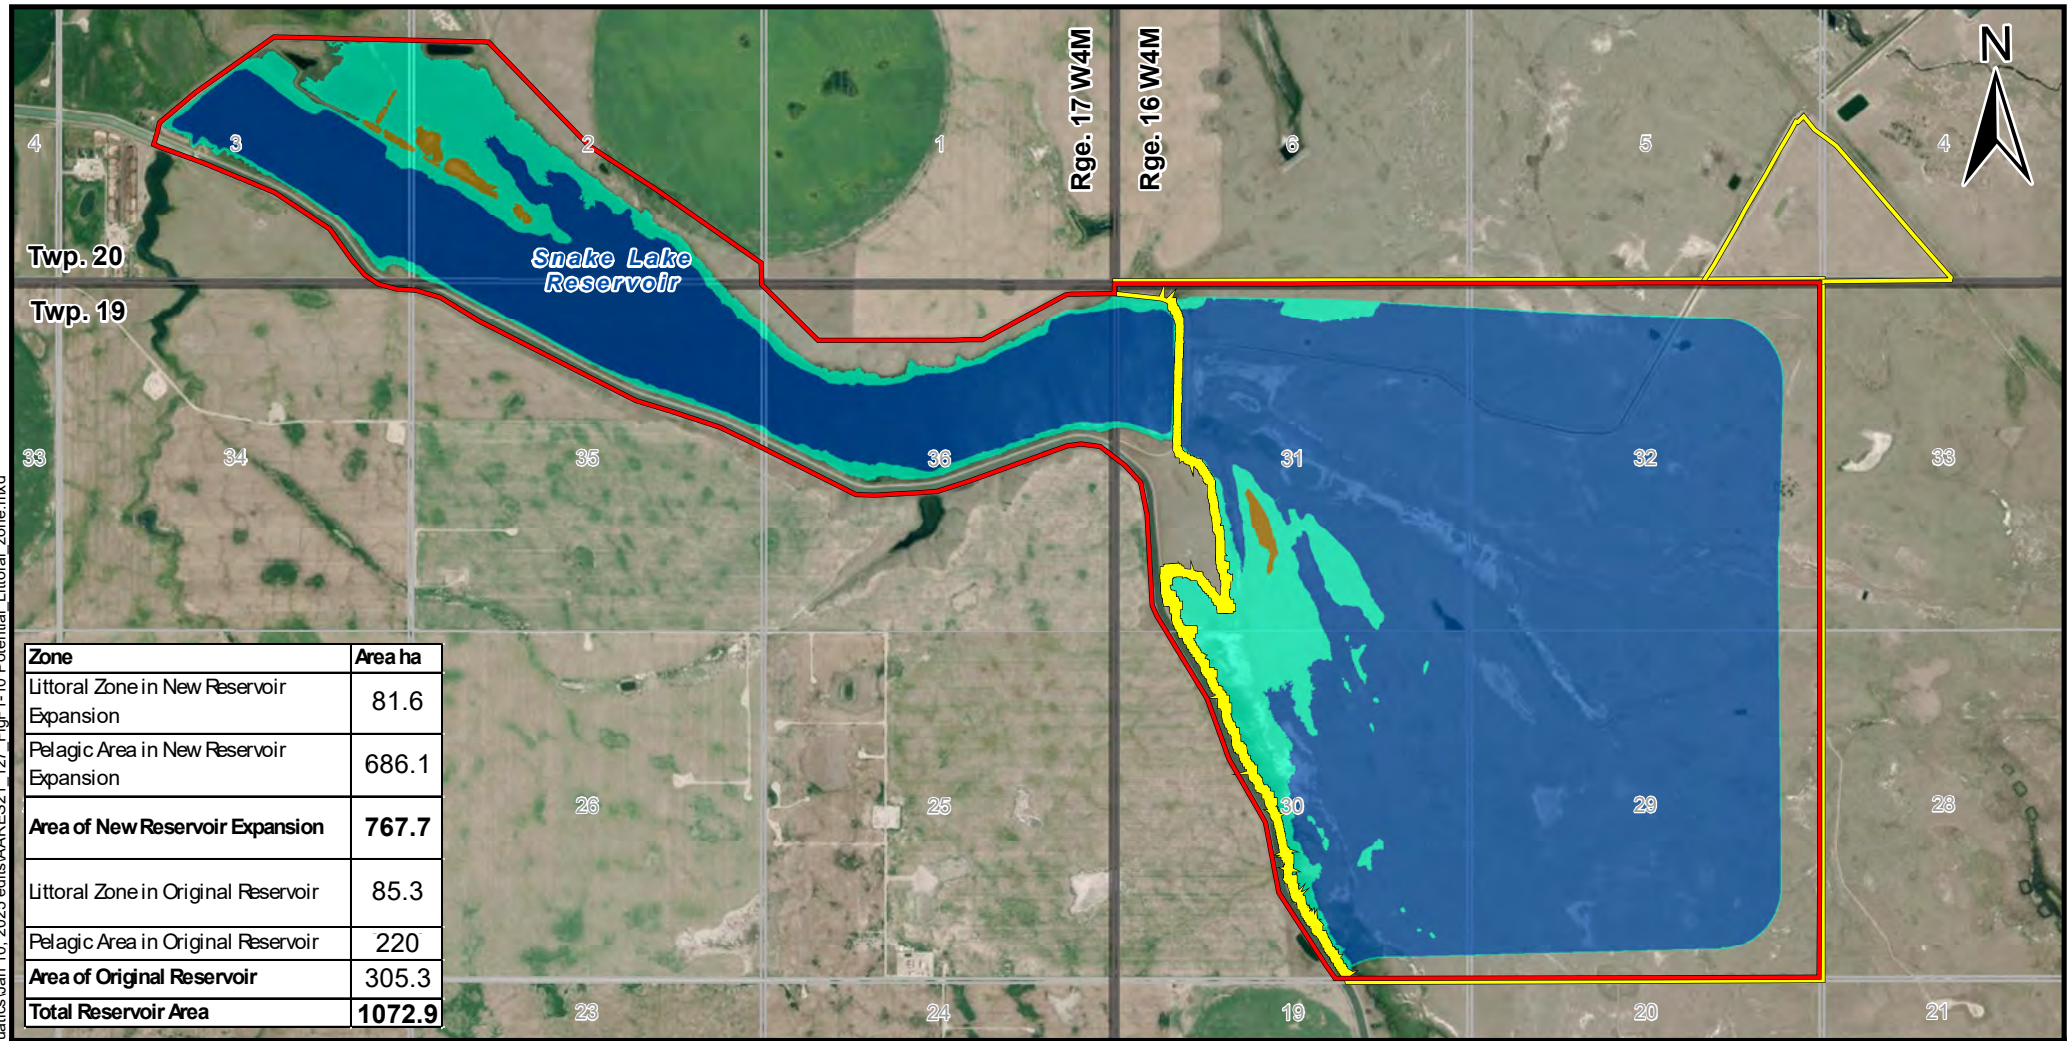 Rge. 17 W4M
Rge. 16 W4M
N
4
3
2
1
6
5
4
Twp. 20
Snake Lake
Reservoir
Twp. 19
33
34
35
36
31
32
33
26
25
30
29
28
23
24
19
20
21
Zone Area ha
Littoral Zone in New Reservoir
Expansion 81.6
Pelagic Area in New Reservoir
Expansion 686.1
Area of New Reservoir Expansion 767.7
Littoral Zone in Original Reservoir 85.3
Pelagic Area in Original Reservoir 220
Area of Original Reservoir 305.3
Total Reservoir Area 1072.9